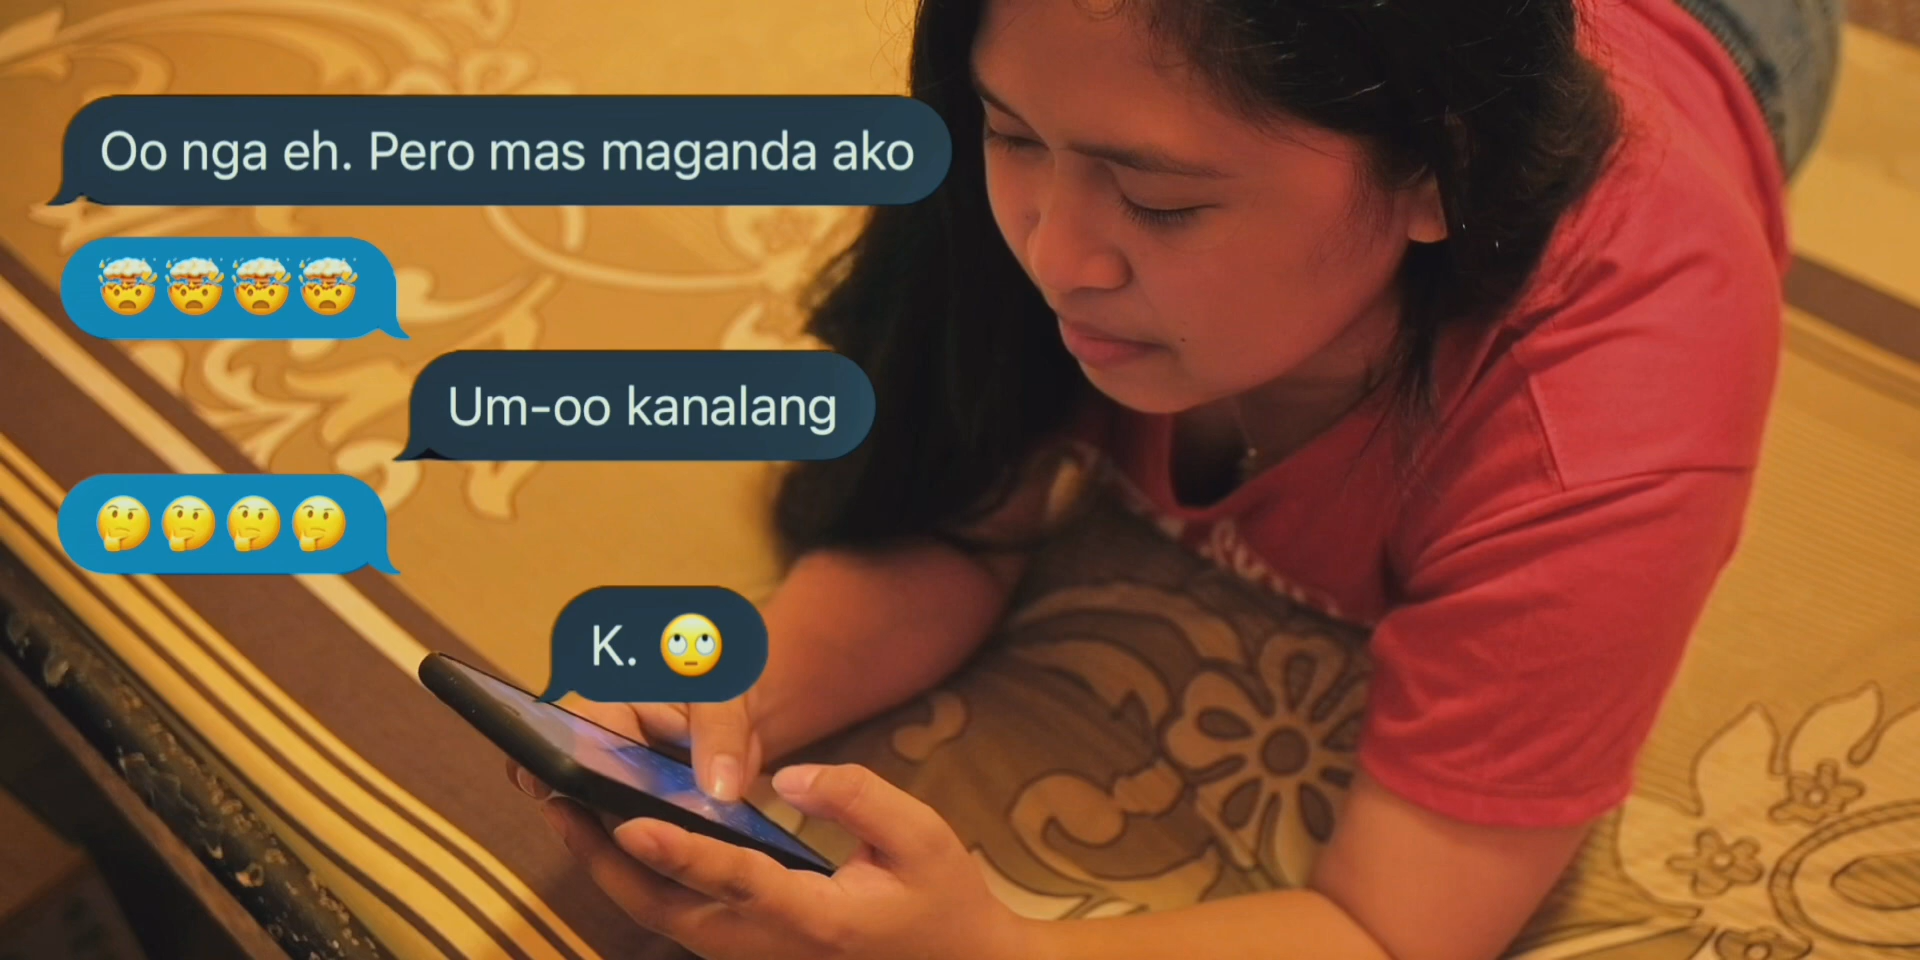 Oo nga eh. Pero mas maganda ako
🤯🤯🤯🤯
Um-oo kanalang
🤔🤔🤔🤔
K. 🙄